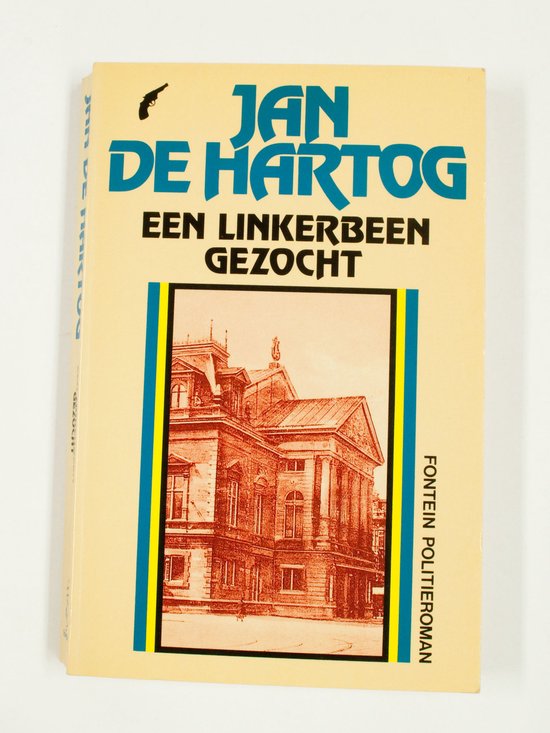 JAN
DE HARTOG
EEN LINKERBEEN
GEZOCHT
FONTEIN POLITIEROMAN
JAN DE HARTOG
GEZOCHT